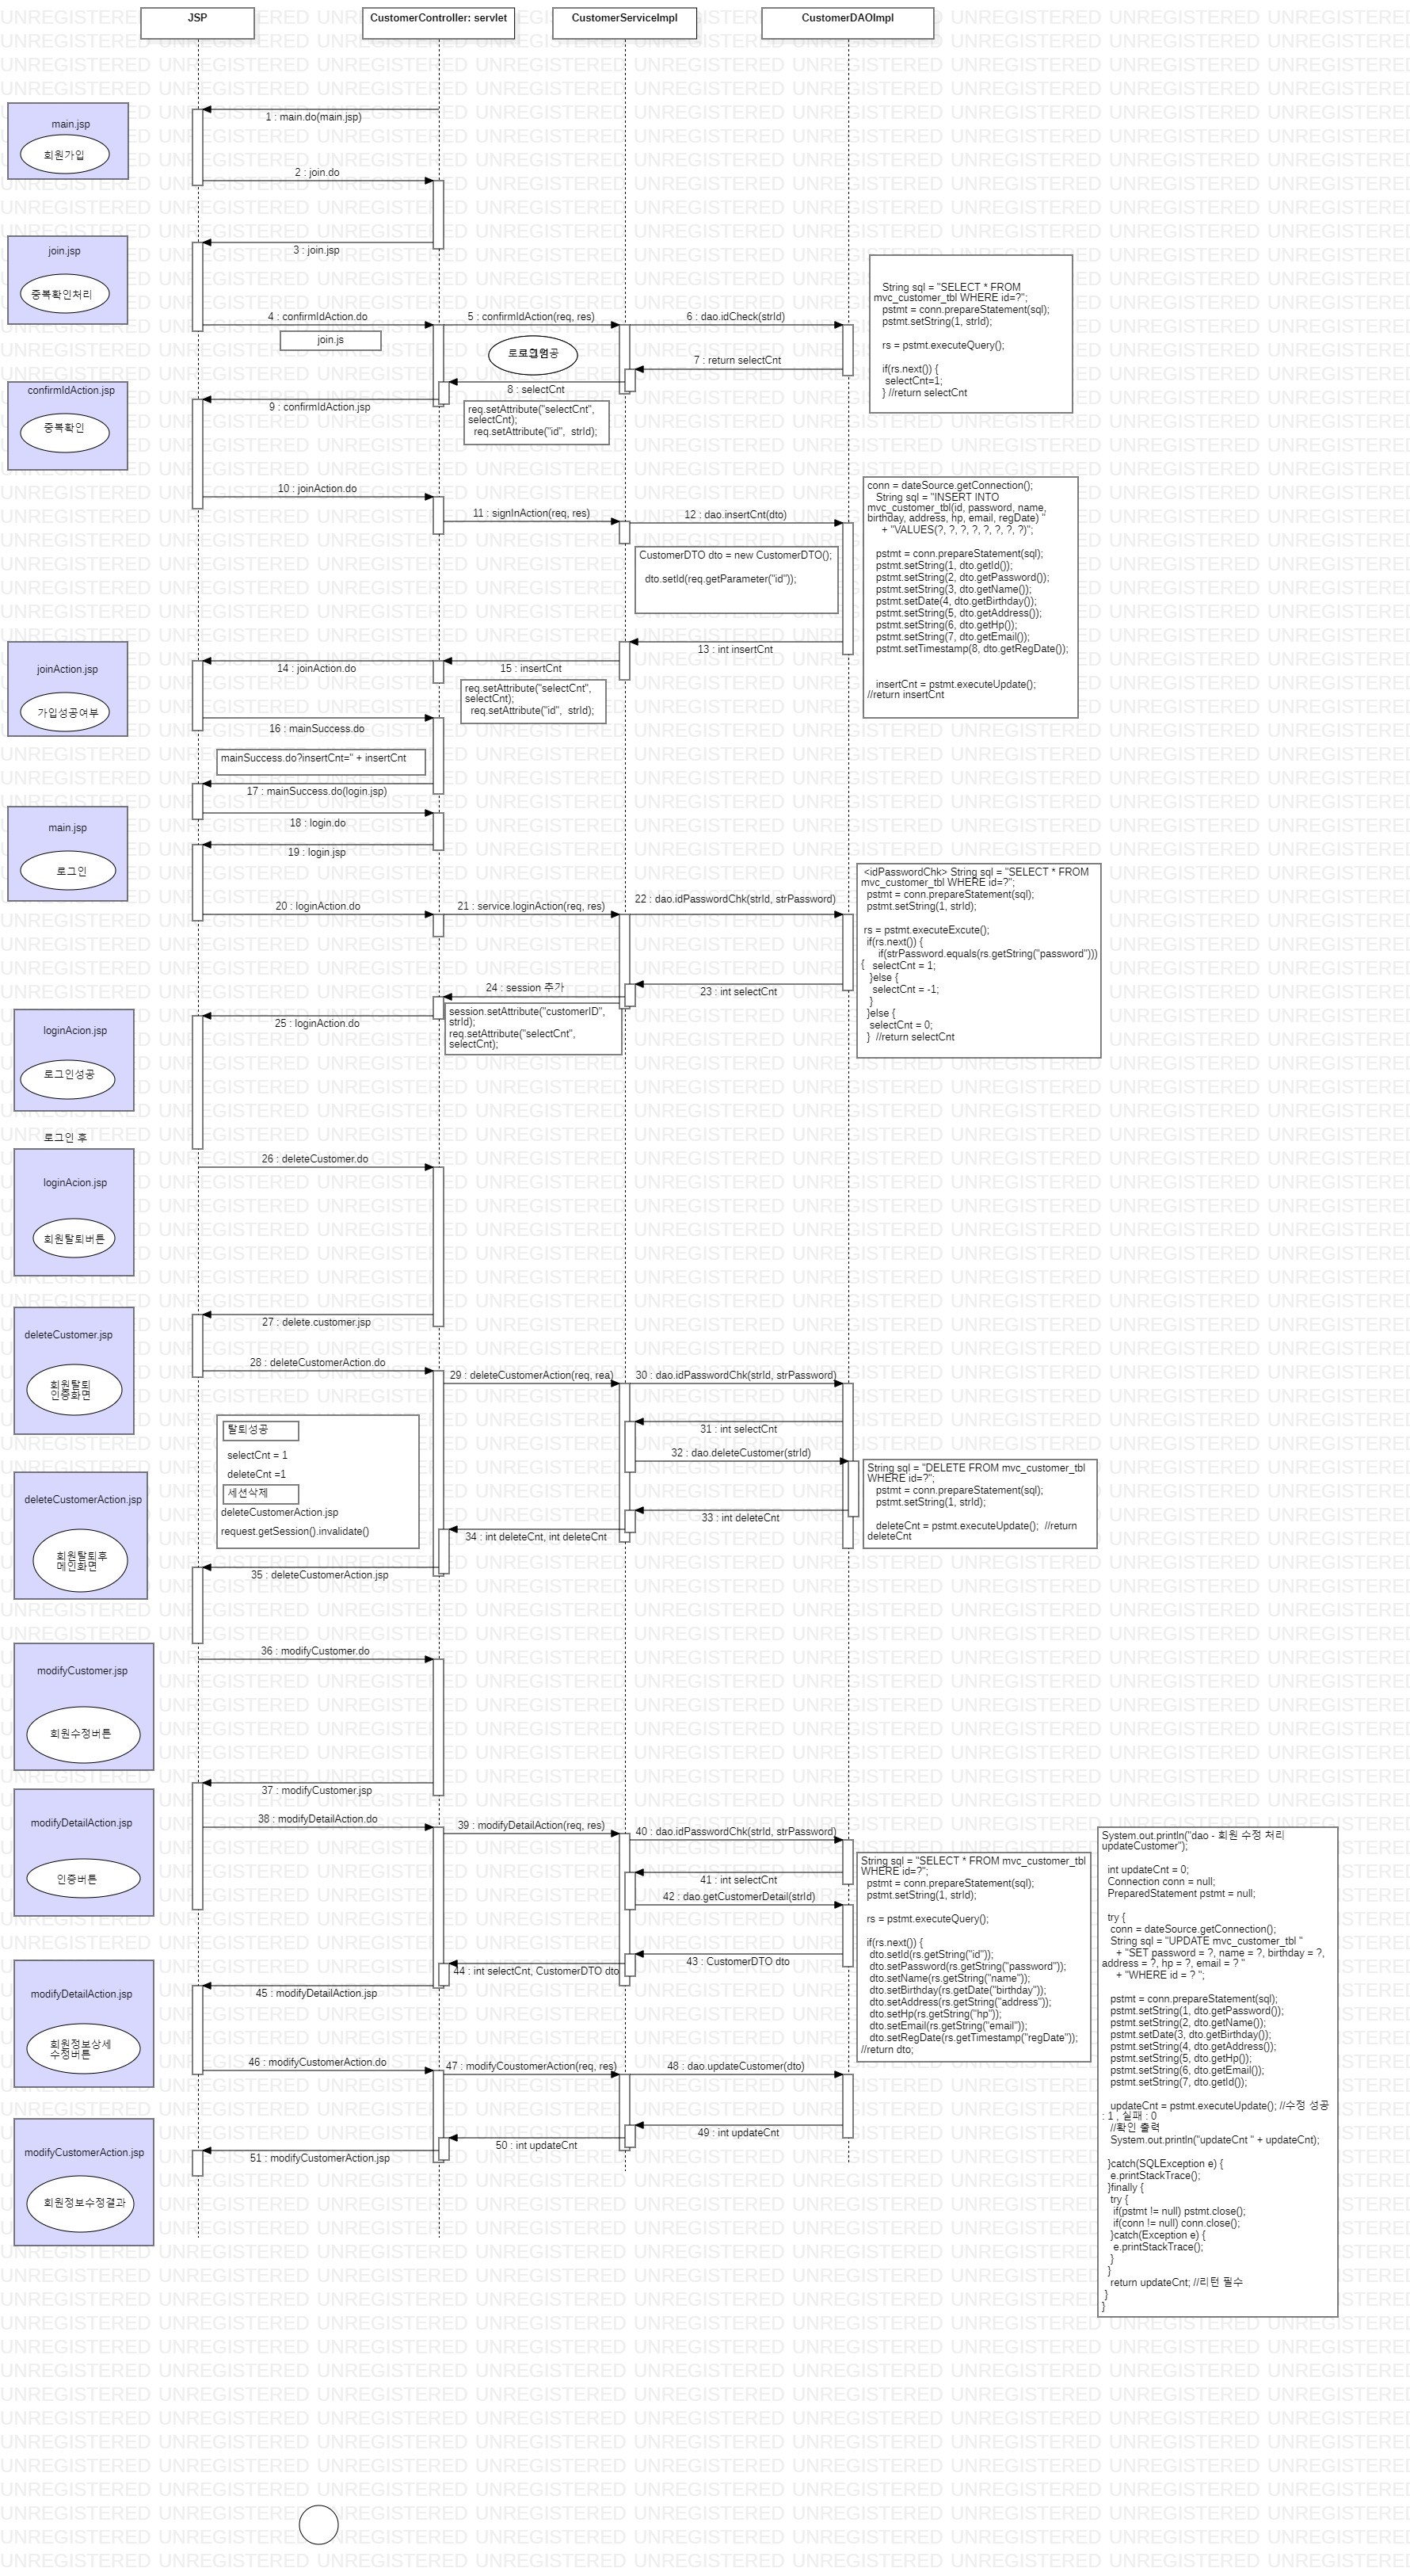 JSP
CustomerController: servlet
CustomerServiceImpl
CustomerDAOImpl
1 : main.do(main.jsp)
main.jsp
회원가입
2 : join.do
join.jsp
중복확인처리
3 : join.jsp
4 : confirmIdAction.do
join.js
5 : confirmIdAction(req, res)
6 : dao.idCheck(strId)
7 : return selectCnt
8 : selectCnt
req.setAttribute("selectCnt",
selectCnt);
req.setAttribute("id",  strId);
String sql = "SELECT * FROM
mvc_customer_tbl WHERE id=?";
pstmt = conn.prepareStatement(sql);
pstmt.setString(1, strId);
rs = pstmt.executeQuery();
if(rs.next()) {
selectCnt=1;
} //return selectCnt
confirmIdAction.jsp
중복확인
9 : confirmIdAction.jsp
10 : joinAction.do
11 : signInAction(req, res)
12 : dao.insertCnt(dto)
CustomerDTO dto = new CustomerDTO();
dto.setId(req.getParameter("id"));
conn = dateSource.getConnection();
String sql = "INSERT INTO
mvc_customer_tbl(id, password, name,
birthday, address, hp, email, regDate) "
+ "VALUES(?, ?, ?, ?, ?, ?, ?, ?)";
pstmt = conn.prepareStatement(sql);
pstmt.setString(1, dto.getId());
pstmt.setString(2, dto.getPassword());
pstmt.setString(3, dto.getName());
pstmt.setDate(4, dto.getBirthday());
pstmt.setString(5, dto.getAddress());
pstmt.setString(6, dto.getHp());
pstmt.setString(7, dto.getEmail());
pstmt.setTimestamp(8, dto.getRegDate());
insertCnt = pstmt.executeUpdate();
//return insertCnt
13 : int insertCnt
joinAction.jsp
가입성공여부
14 : joinAction.do
15 : insertCnt
req.setAttribute("selectCnt",
selectCnt);
req.setAttribute("id",  strId);
16 : mainSuccess.do
mainSuccess.do?insertCnt=" + insertCnt
17 : mainSuccess.do(login.jsp)
main.jsp
로그인
18 : login.do
19 : login.jsp
20 : loginAction.do
21 : service.loginAction(req, res)
22 : dao.idPasswordChk(strId, strPassword)
<idPasswordChk> String sql = "SELECT * FROM
mvc_customer_tbl WHERE id=?";
pstmt = conn.prepareStatement(sql);
pstmt.setString(1, strId);
rs = pstmt.executeExcute();
if(rs.next()) {
if(strPassword.equals(rs.getString("password")))
{   selectCnt = 1;
}else {
selectCnt = -1;
}
}else {
selectCnt = 0;
}  //return selectCnt
23 : int selectCnt
24 : session 추가
session.setAttribute("customerID",
strId);
req.setAttribute("selectCnt",
selectCnt);
25 : loginAction.do
loginAcion.jsp
로그인성공
로그인 후
loginAcion.jsp
회원탈퇴버튼
26 : deleteCustomer.do
27 : delete.customer.jsp
deleteCustomer.jsp
회원탈퇴
인증화면
28 : deleteCustomerAction.do
29 : deleteCustomerAction(req, rea)
30 : dao.idPasswordChk(strId, strPassword)
탈퇴성공
selectCnt = 1
deleteCnt =1
세션삭제
deleteCustomerAction.jsp
request.getSession().invalidate()
31 : int selectCnt
32 : dao.deleteCustomer(strId)
String sql = "DELETE FROM mvc_customer_tbl
WHERE id=?";
pstmt = conn.prepareStatement(sql);
pstmt.setString(1, strId);
deleteCnt = pstmt.executeUpdate();  //return
deleteCnt
33 : int deleteCnt
34 : int deleteCnt, int deleteCnt
deleteCustomerAction.jsp
회원탈퇴후
메인화면
35 : deleteCustomerAction.jsp
modifyCustomer.jsp
회원수정버튼
36 : modifyCustomer.do
37 : modifyCustomer.jsp
modifyDetailAction.jsp
인증버튼
38 : modifyDetailAction.do
39 : modifyDetailAction(req, res)
40 : dao.idPasswordChk(strId, strPassword)
41 : int selectCnt
42 : dao.getCustomerDetail(strId)
43 : CustomerDTO dto
44 : int selectCnt, CustomerDTO dto
String sql = "SELECT * FROM mvc_customer_tbl
WHERE id=?";
pstmt = conn.prepareStatement(sql);
pstmt.setString(1, strId);
rs = pstmt.executeQuery();
if(rs.next()) {
dto.setId(rs.getString("id"));
dto.setPassword(rs.getString("password"));
dto.setName(rs.getString("name"));
dto.setBirthday(rs.getDate("birthday"));
dto.setAddress(rs.getString("address"));
dto.setHp(rs.getString("hp"));
dto.setEmail(rs.getString("email"));
dto.setRegDate(rs.getTimestamp("regDate"));
//return dto;
System.out.println("dao - 회원 수정 처리
updateCustomer");
int updateCnt = 0;
Connection conn = null;
PreparedStatement pstmt = null;
try {
conn = dateSource.getConnection();
String sql = "UPDATE mvc_customer_tbl "
+ "SET password = ?, name = ?, birthday = ?,
address = ?, hp = ?, email = ? "
+ "WHERE id = ? ";
pstmt = conn.prepareStatement(sql);
pstmt.setString(1, dto.getPassword());
pstmt.setString(2, dto.getName());
pstmt.setDate(3, dto.getBirthday());
pstmt.setString(4, dto.getAddress());
pstmt.setString(5, dto.getHp());
pstmt.setString(6, dto.getEmail());
pstmt.setString(7, dto.getId());
updateCnt = pstmt.executeUpdate(); //수정 성공
: 1 , 실패 : 0
//확인 출력
System.out.println("updateCnt " + updateCnt);
}catch(SQLException e) {
e.printStackTrace();
}finally {
try {
if(pstmt != null) pstmt.close();
if(conn != null) conn.close();
}catch(Exception e) {
e.printStackTrace();
}
}
return updateCnt; //리턴 필수
}
}
modifyDetailAction.jsp
회원정보상세
수정버튼
45 : modifyDetailAction.jsp
46 : modifyCustomerAction.do
47 : modifyCoustomerAction(req, res)
48 : dao.updateCustomer(dto)
49 : int updateCnt
50 : int updateCnt
51 : modifyCustomerAction.jsp
modifyCustomerAction.jsp
회원정보수정결과
UNREGISTERED